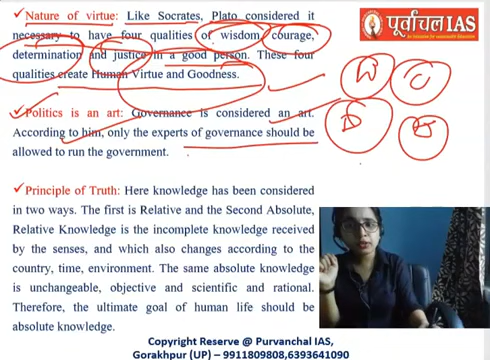 Nature of virtue: Like Socrates, Plato considered it
necessary to have four qualities of wisdom, courage,
determination and justice in a good person. These four
qualities create Human Virtue and Goodness.
पूर्वांचल IAS
W
C
D
J
Politics is an art: Governance is considered an art.
According to him, only the experts of governance should be
allowed to run the government.
Principle of Truth: Here knowledge has been considered
in two ways. The first is Relative and the Second Absolute,
Relative Knowledge is the incomplete knowledge received
by the senses, and which also changes according to the
country, time, environment. The same absolute knowledge
is unchangeable, objective and scientific and rational.
Therefore, the ultimate goal of human life should be
absolute knowledge.
Copyright Reserve @ Purvanchal IAS,
Gorakhpur (UP) – 9911809808,6393641090